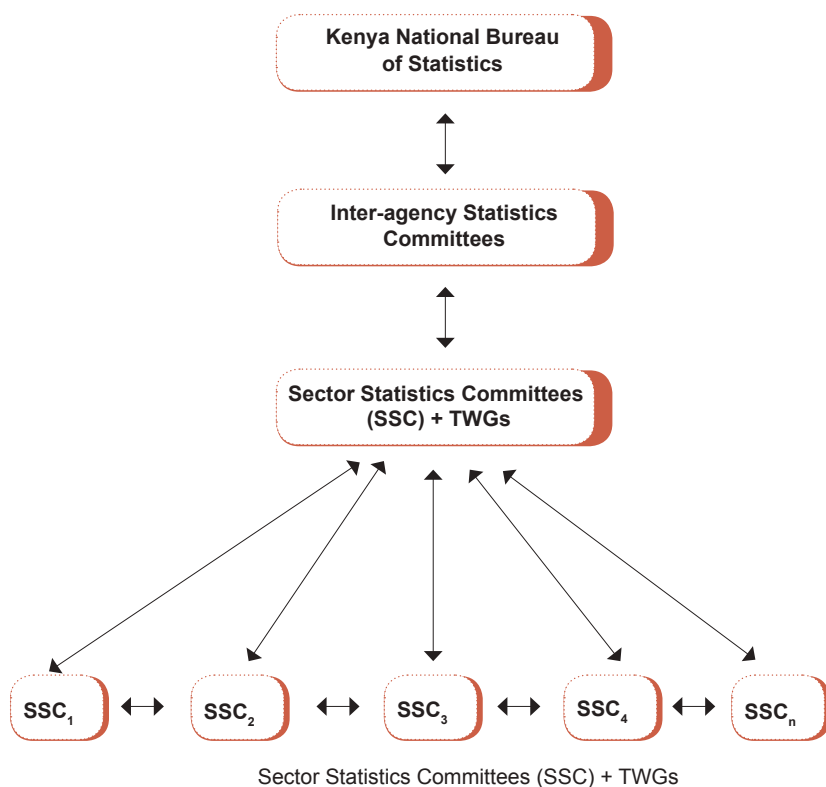 Kenya National Bureau
of Statistics
Inter-agency Statistics
Committees
Sector Statistics Committees
(SSC) + TWGs
SSC₁
SSC₂
SSC₃
SSC₄
SSCₙ
Sector Statistics Committees (SSC) + TWGs